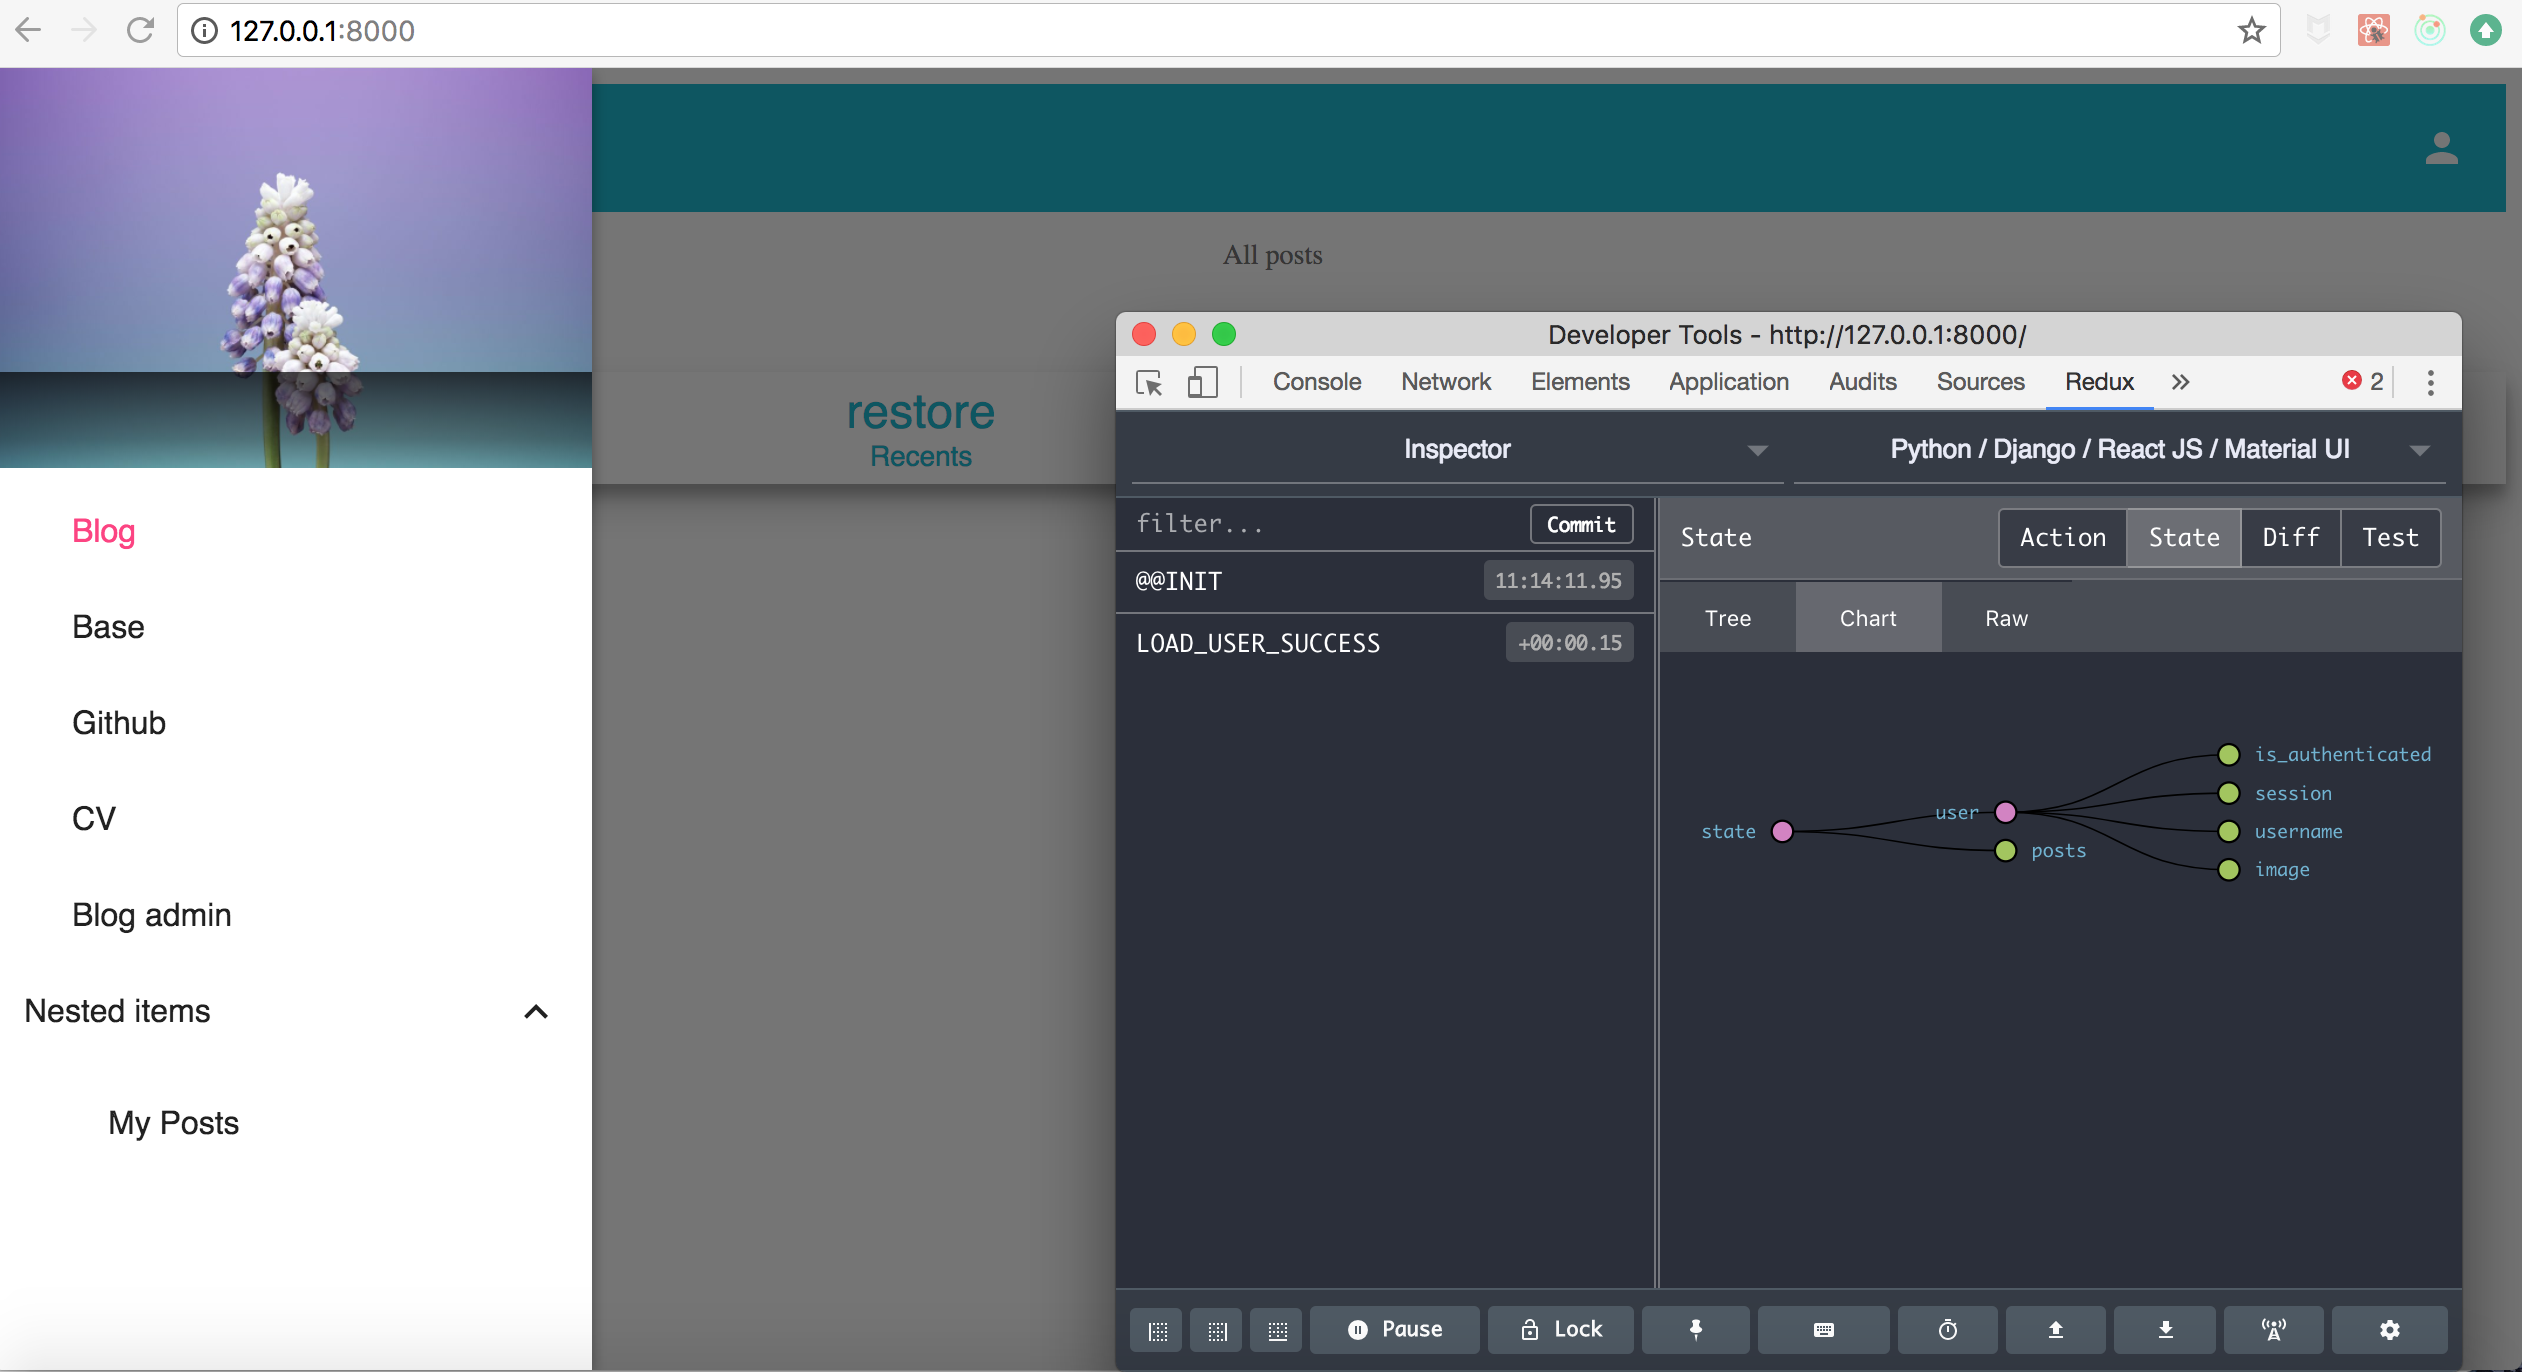 127.0.0.1:8000
All posts
restore
Recents
Blog
Base
Github
CV
Blog admin
Nested items
My Posts
Developer Tools - http://127.0.0.1:8000/
Console Network Elements Application Audits Sources Redux » 2
Inspector Python / Django / React JS / Material UI
filter... Commit
@@INIT 11:14:11.95
LOAD_USER_SUCCESS +00:00.15
State Action State Diff Test
Tree Chart Raw
is_authenticated
session
user
state username
posts
image
Pause Lock